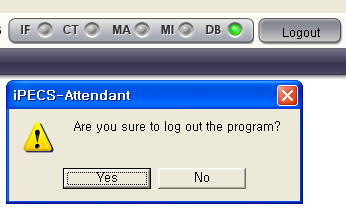 IF CT MA MI DB Logout
iPECS-Attendant
Are you sure to log out the program?
Yes No